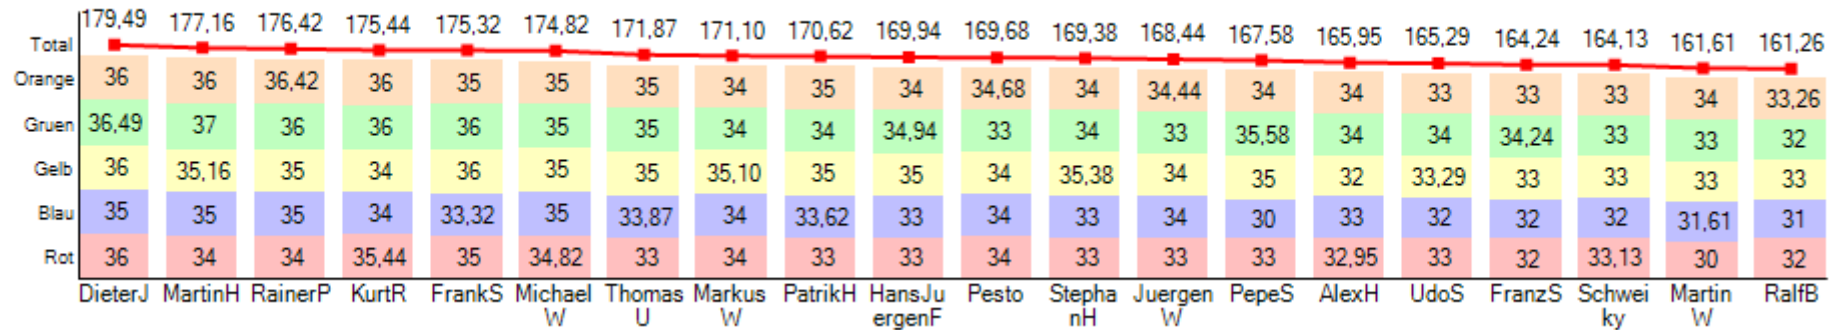 179,49 177,16 176,42 175,44 175,32 174,82 171,87 171,10 170,62 169,94 169,68 169,38 168,44 167,58 165,95 165,29 164,24 164,13 161,61 161,26
Total
Orange 36 36 36,42 36 35 35 35 34 35 34 34,68 34 34,44 34 34 33 33 33 34 33,26
Gruen 36,49 37 36 36 36 35 35 34 34 34,94 33 34 33 35,58 34 34 34,24 33 33 32
Gelb 36 35,16 35 34 36 35 35 35,10 35 35 34 35,38 34 35 32 33,29 33 33 33 33
Blau 35 35 35 34 33,32 35 33,87 34 33,62 33 34 33 34 30 33 32 32 32 31,61 31
Rot 36 34 34 35,44 35 34,82 33 34 33 33 34 33 33 33 32,95 33 32 33,13 30 32
DieterJ MartinH RainerP KurtR FrankS Michael Thomas Markus PatrikH HansJu Pesto Stepha Juergen PepeS AlexH UdoS FranzS Schwei Martin RalfB
W U W ergenF nH W ky W